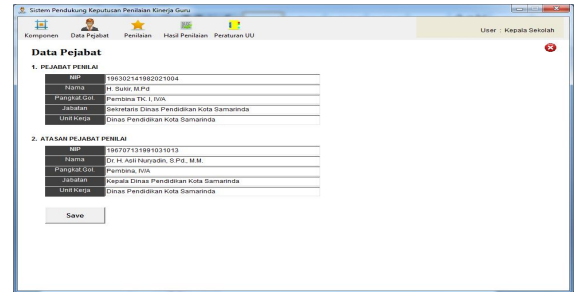 Sistem Pendukung Keputusan Penilaian Kinerja Guru
Komponen Data Pejabat Penilaian Hasil Penilaian Peraturan UU
User : Kepala Sekolah
Data Pejabat
1. PEJABAT PENILAI
NIP 196302141982021004
Nama H. Sukir, M.Pd
Pangkat.Gol. Pembina TK. I, IV/A
Jabatan Sekretaris Dinas Pendidikan Kota Samarinda
Unit Kerja Dinas Pendidikan Kota Samarinda
2. ATASAN PEJABAT PENILAI
NIP 196707131991031013
Nama Dr. H. Asli Nuryadin, S.Pd., M.M.
Pangkat.Gol. Pembina, IV/A
Jabatan Kepala Dinas Pendidikan Kota Samarinda
Unit Kerja Dinas Pendidikan Kota Samarinda
Save